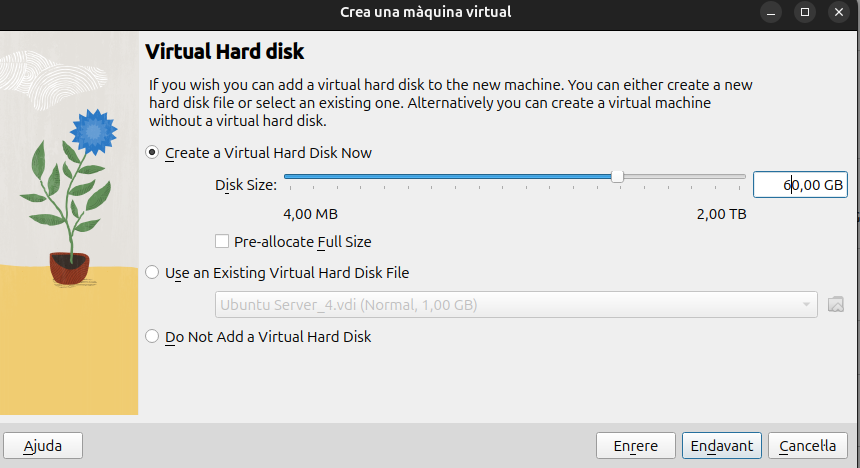 Crea una màquina virtual
Virtual Hard disk
If you wish you can add a virtual hard disk to the new machine. You can either create a new
hard disk file or select an existing one. Alternatively you can create a virtual machine
without a virtual hard disk.
Create a Virtual Hard Disk Now
Disk Size:
60,00 GB
4,00 MB
2,00 TB
Pre-allocate Full Size
Use an Existing Virtual Hard Disk File
Ubuntu Server_4.vdi (Normal, 1,00 GB)
Do Not Add a Virtual Hard Disk
Ajuda
Enrere
Endavant
Cancel·la